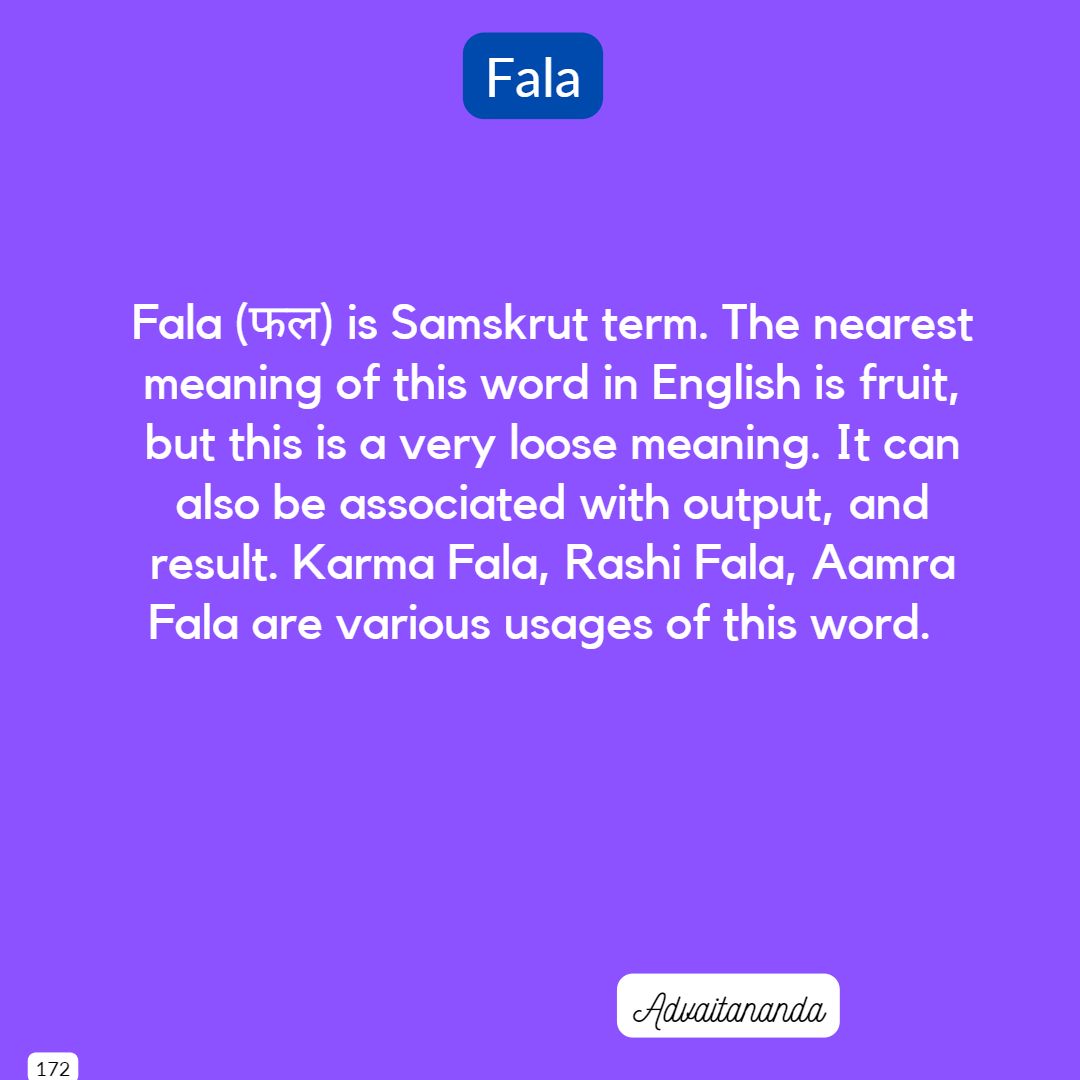 Fala
Fala (फल) is Samskrut term. The nearest
meaning of this word in English is fruit,
but this is a very loose meaning. It can
also be associated with output, and
result. Karma Fala, Rashi Fala, Aamra
Fala are various usages of this word.
Advaitananda
172